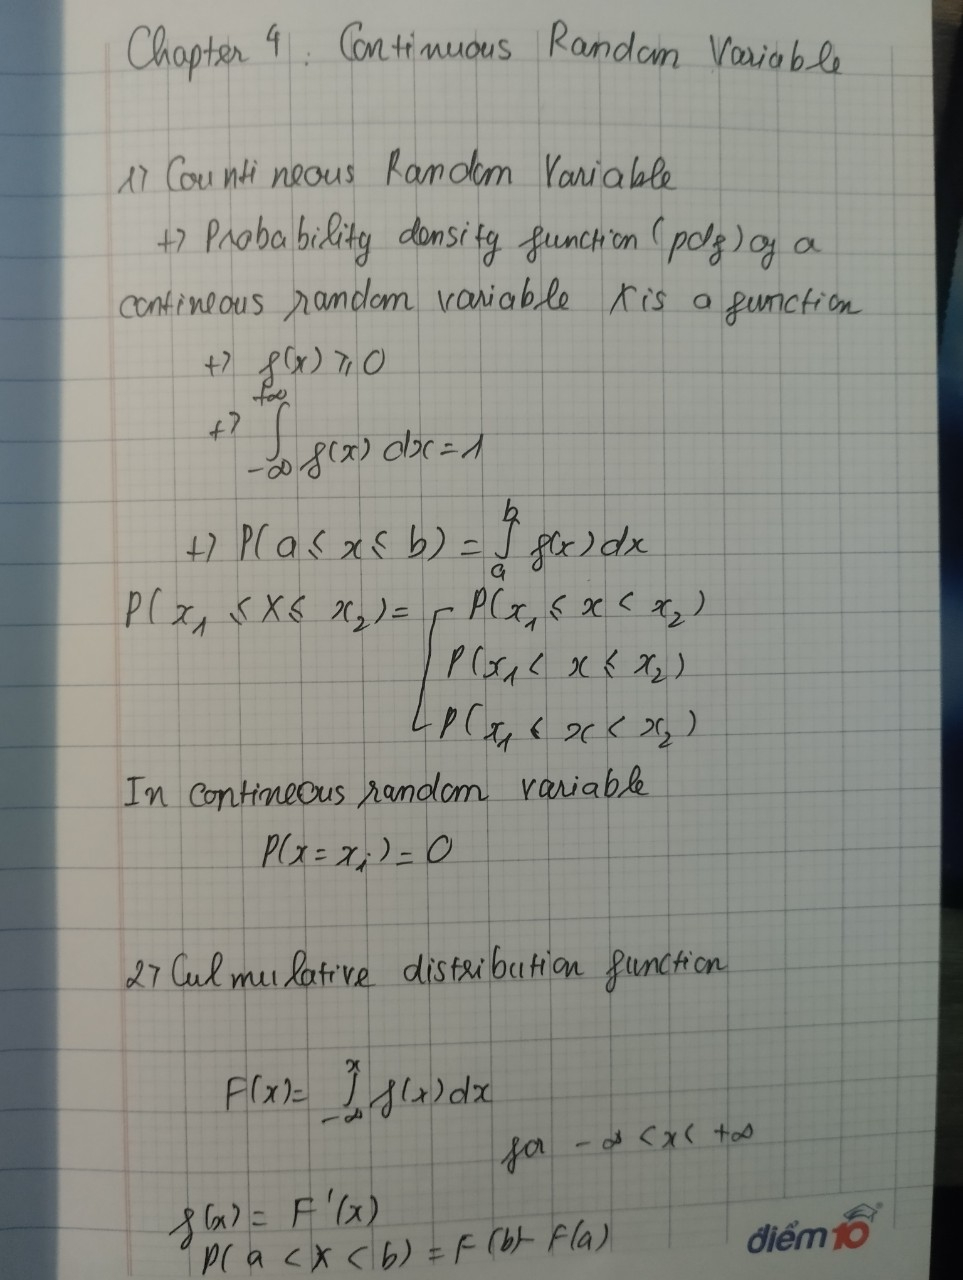 Chapter 4 : Continuous Random Variable
1) Countineous Random Variable
+) Probability density function (pdf) of a
contineous random variable X is a function
+) f(x) ≥ 0
+) ∫_{-∞}^{+∞} f(x) dx = 1
+) P(a ≤ x ≤ b) = ∫_a^b f(x) dx
P(x₁ ≤ X ≤ x₂) = [ P(x₁ ≤ x < x₂)
P(x₁ < x ≤ x₂)
P(x₁ < x < x₂)
In contineous random variable
P(x = x₁) = 0
2) Culmulative distribution function
F(x) = ∫_{-∞}^x f(x) dx
for -∞ < x < +∞
f(x) = F'(x)
P(a < X < b) = F(b) - F(a)
điểm 10